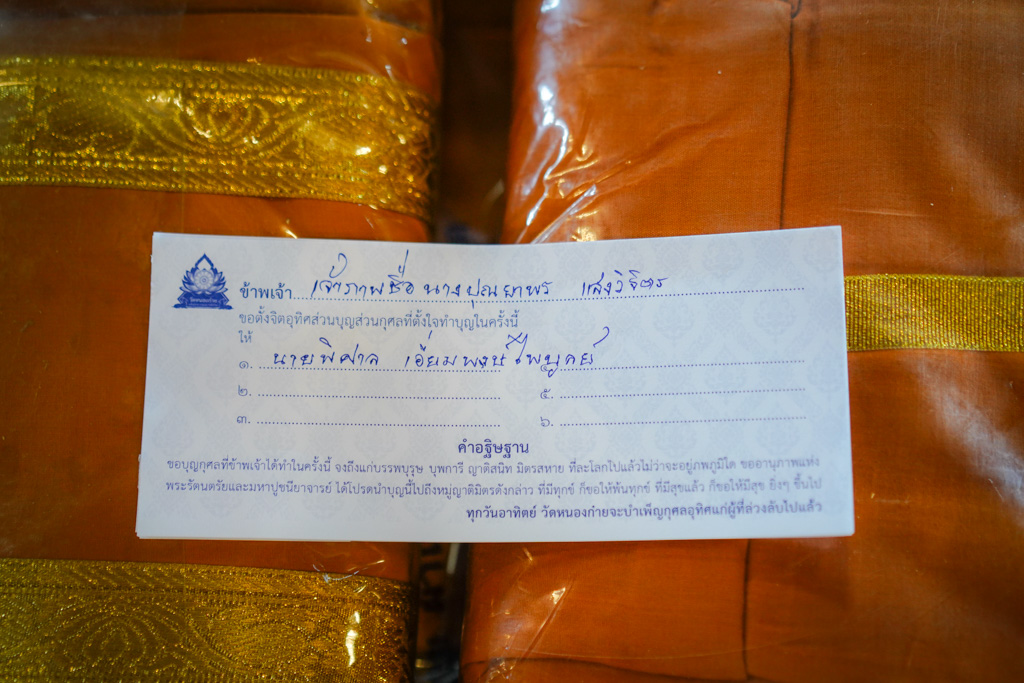 ข้าพเจ้า เจ้าภาพชื่อ นางปุณยาพร แสงวิจิตร
ขอตั้งจิตอุทิศส่วนบุญส่วนกุศลที่ตั้งใจทำบุญในครั้งนี้
ให้
๑. นายพิศาล เอี่ยมพงษ์ไพบูลย์
๒. ๕.
๓. ๖.
คำอฐิษฐาน
ขอบุญกุศลที่ข้าพเจ้าได้ทำในครั้งนี้ จงถึงแก่บรรพบุรุษ บุพการี ญาติสนิท มิตรสหาย ที่ละโลกไปแล้วไม่ว่าจะอยู่ภพภูมิใด ขออานุภาพแห่ง
พระรัตนตรัยและมหาปูชนียาจารย์ ได้โปรดนำบุญนี้ไปถึงหมู่ญาติมิตรดังกล่าว ที่มีทุกข์ ก็ขอให้พ้นทุกข์ ที่มีสุขแล้ว ก็ขอให้มีสุข ยิ่งๆ ขึ้นไป
ทุกวันอาทิตย์ วัดหนองก๋ายจะบำเพ็ญกุศลอุทิศแก่ผู้ที่ล่วงลับไปแล้ว